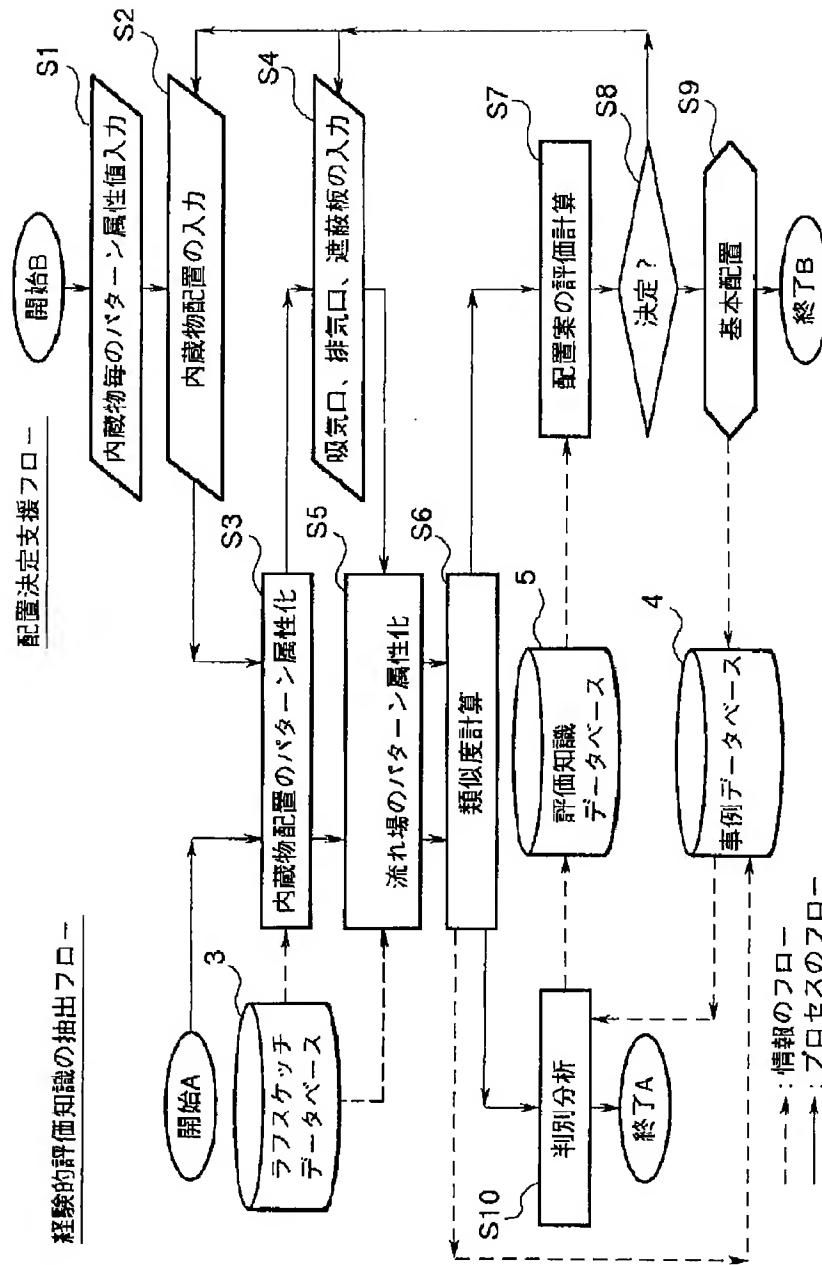 経験的評価知識の抽出フロー
配置決定支援フロー
開始A
開始B
S1
内蔵物毎のパターン属性値入力
S2
内蔵物配置の入力
3
ラフスケッチ
データベース
S3
内蔵物配置のパターン属性化
S4
吸気口、排気口、遮蔽板の入力
S5
流れ場のパターン属性化
S6
類似度計算
S7
配置案の評価計算
5
評価知識
データベース
S8
決定?
S10
判別分析
S9
基本配置
4
事例データベース
終了A
終了B
:情報のフロー
:プロセスのフロー